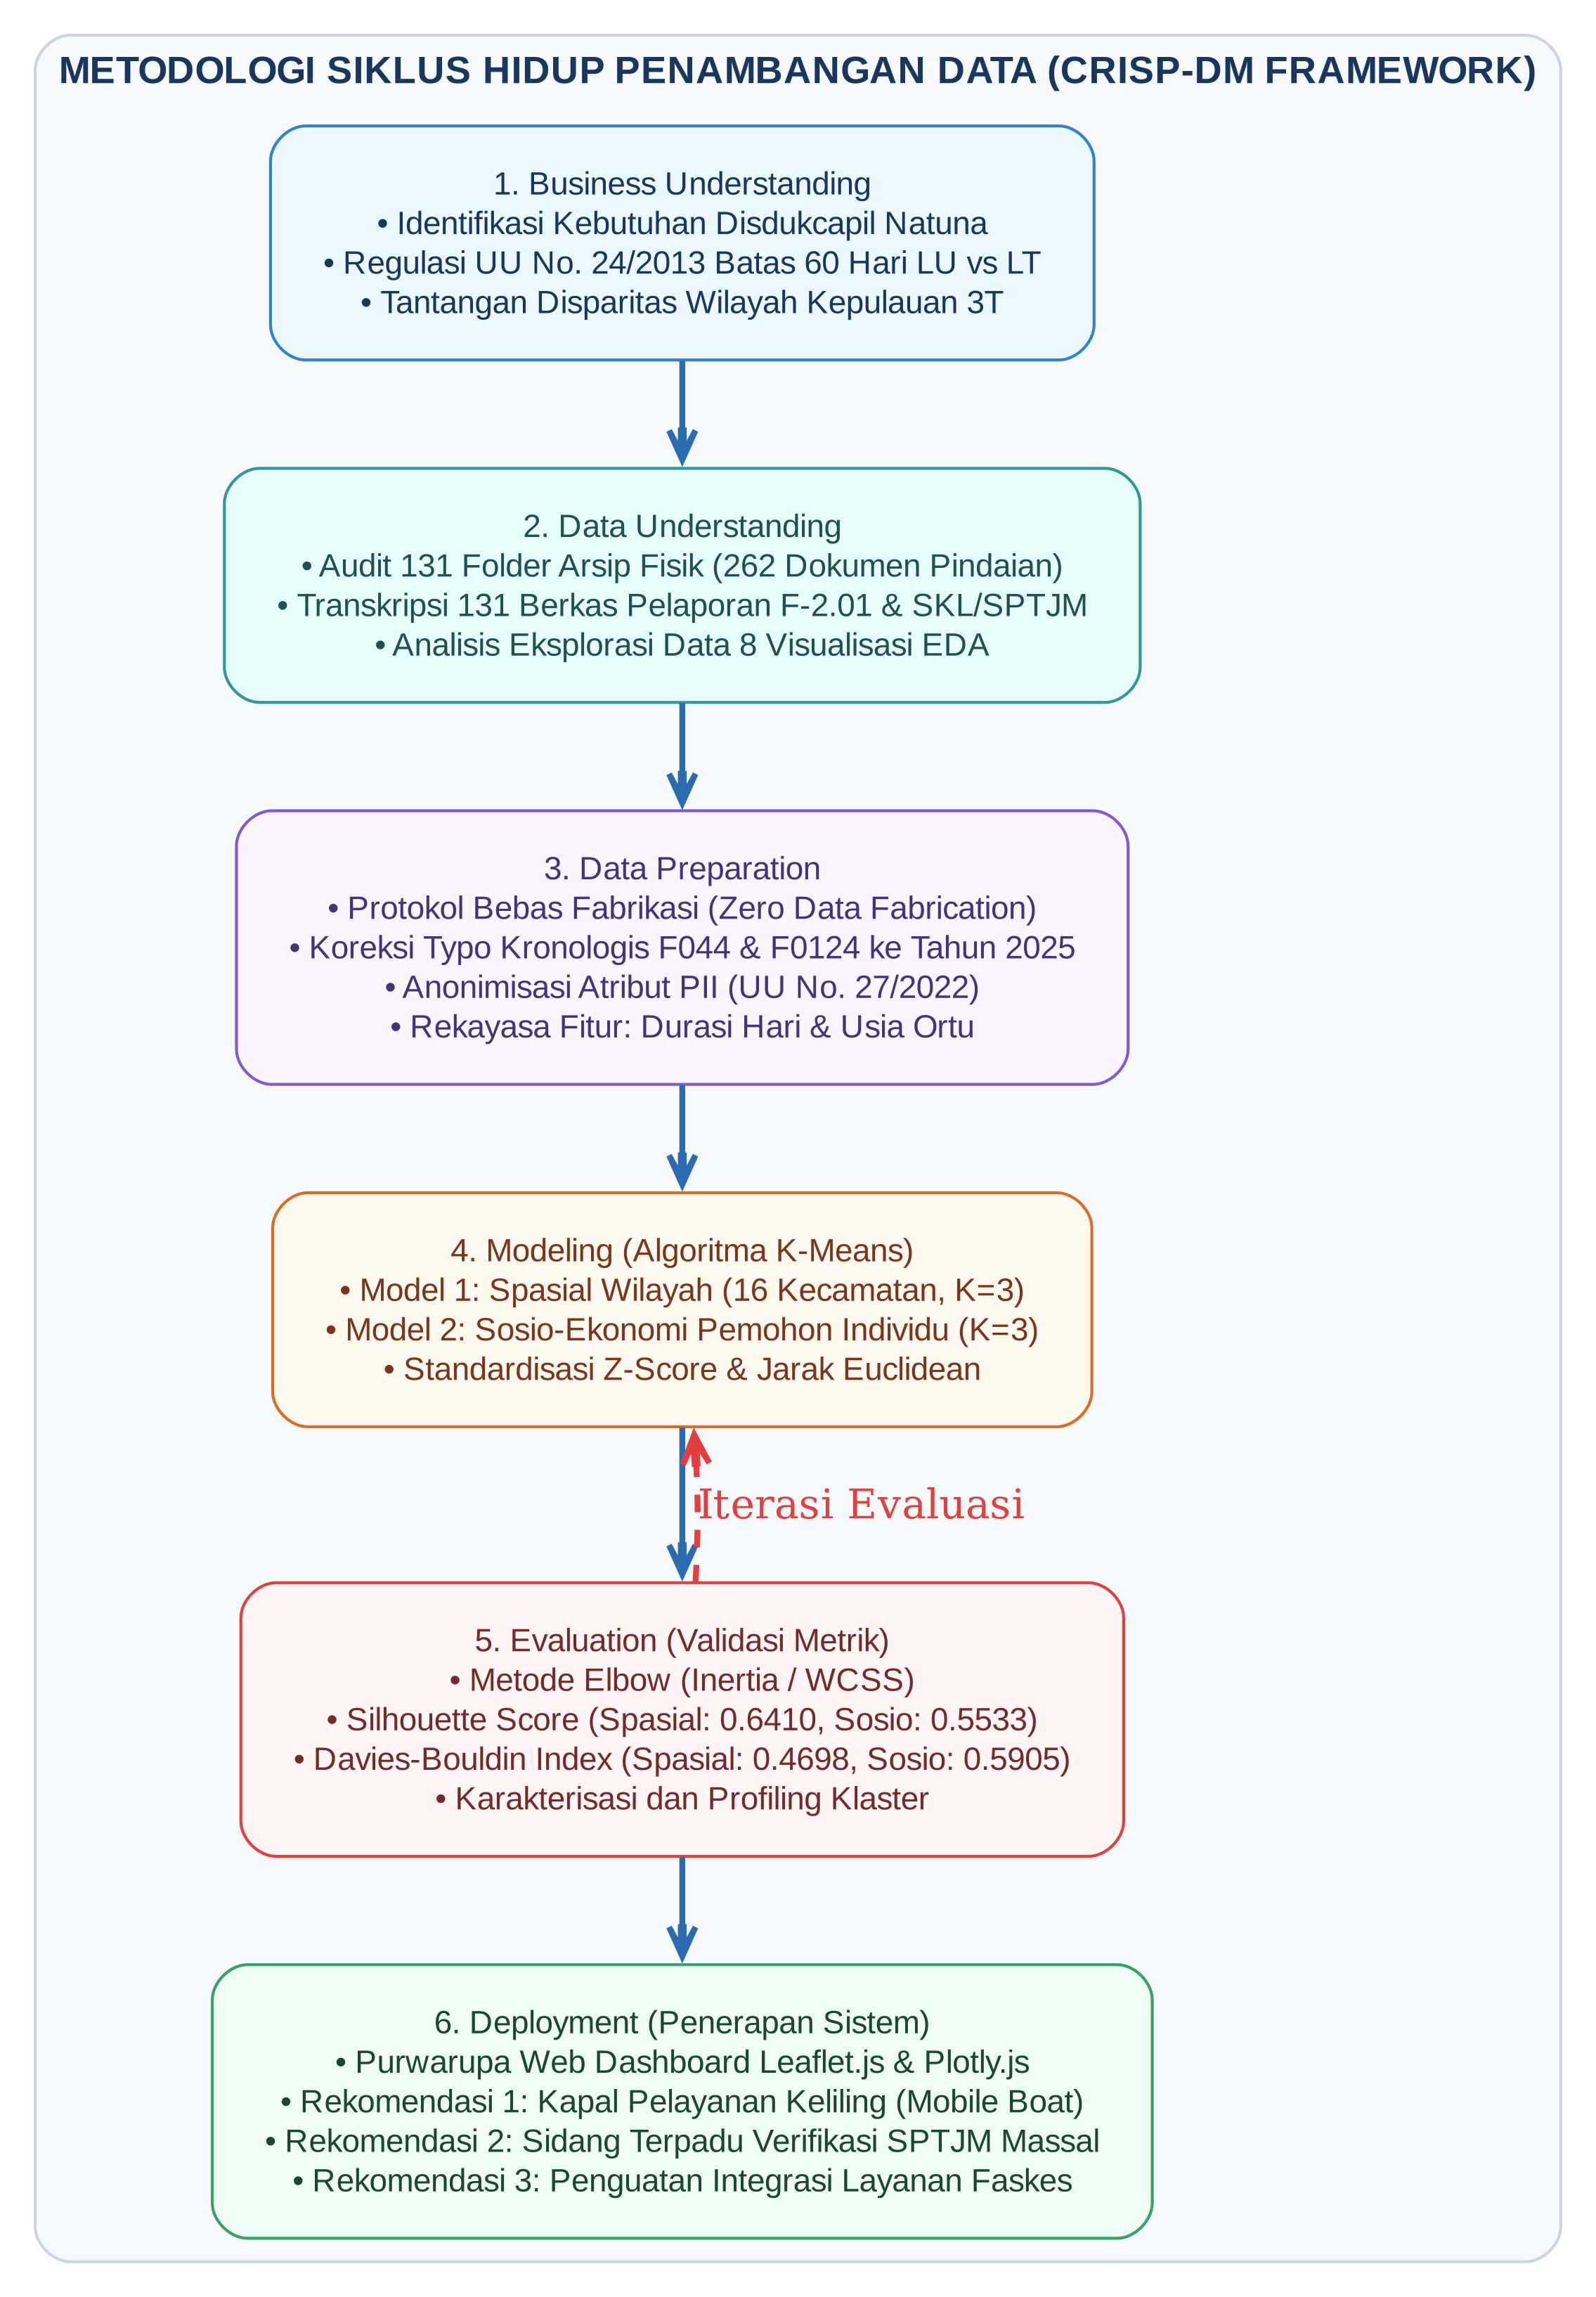 METODOLOGI SIKLUS HIDUP PENAMBANGAN DATA (CRISP-DM FRAMEWORK)
1. Business Understanding
• Identifikasi Kebutuhan Disdukcapil Natuna
• Regulasi UU No. 24/2013 Batas 60 Hari LU vs LT
• Tantangan Disparitas Wilayah Kepulauan 3T
2. Data Understanding
• Audit 131 Folder Arsip Fisik (262 Dokumen Pindaian)
• Transkripsi 131 Berkas Pelaporan F-2.01 & SKL/SPTJM
• Analisis Eksplorasi Data 8 Visualisasi EDA
3. Data Preparation
• Protokol Bebas Fabrikasi (Zero Data Fabrication)
• Koreksi Typo Kronologis F044 & F0124 ke Tahun 2025
• Anonimisasi Atribut PII (UU No. 27/2022)
• Rekayasa Fitur: Durasi Hari & Usia Ortu
4. Modeling (Algoritma K-Means)
• Model 1: Spasial Wilayah (16 Kecamatan, K=3)
• Model 2: Sosio-Ekonomi Pemohon Individu (K=3)
• Standardisasi Z-Score & Jarak Euclidean
Iterasi Evaluasi
5. Evaluation (Validasi Metrik)
• Metode Elbow (Inertia / WCSS)
• Silhouette Score (Spasial: 0.6410, Sosio: 0.5533)
• Davies-Bouldin Index (Spasial: 0.4698, Sosio: 0.5905)
• Karakterisasi dan Profiling Klaster
6. Deployment (Penerapan Sistem)
• Purwarupa Web Dashboard Leaflet.js & Plotly.js
• Rekomendasi 1: Kapal Pelayanan Keliling (Mobile Boat)
• Rekomendasi 2: Sidang Terpadu Verifikasi SPTJM Massal
• Rekomendasi 3: Penguatan Integrasi Layanan Faskes